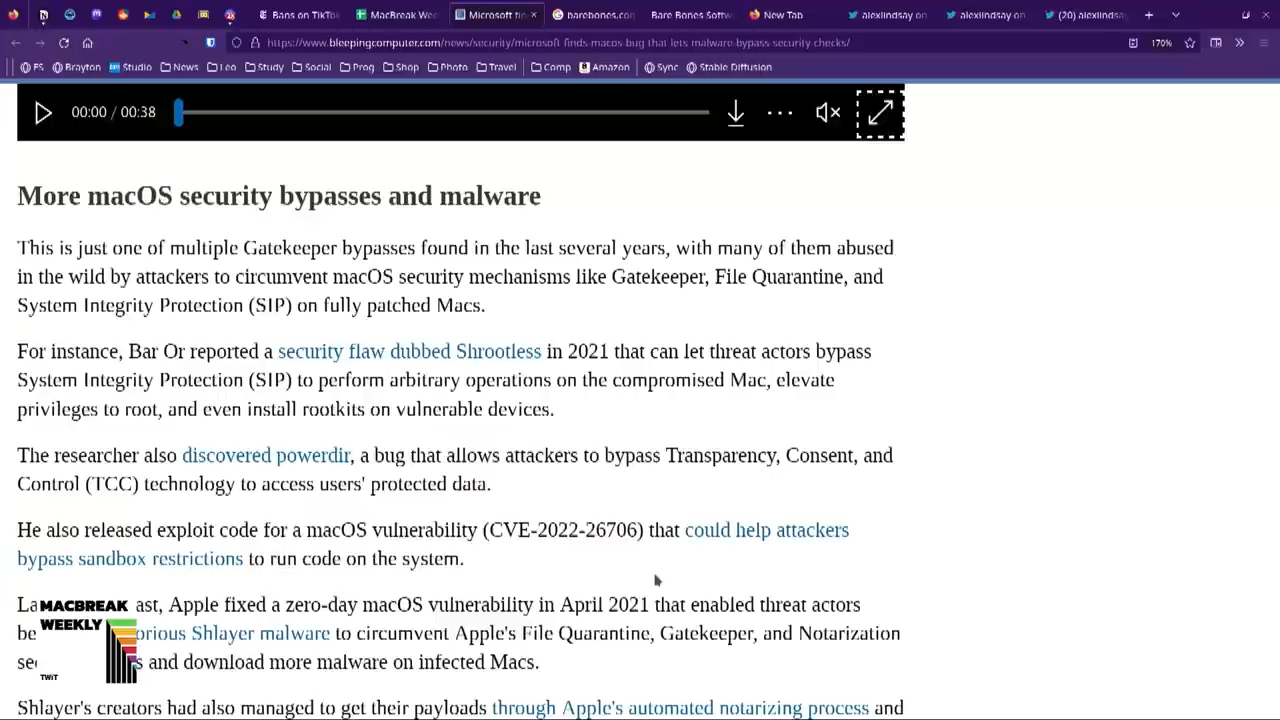 Bans on TikTo
MacBreak Wee
Microsoft fin
barebones.co
Bare Bones Softw
New Tab
alexlindsay on
alexlindsay on
(20) alexlindsa
https://www.bleepingcomputer.com/news/security/microsoft-finds-macos-bug-that-lets-malware-bypass-security-checks/
170%
FS Brayton Studio News Leo Study Social Prog Shop Photo Travel Comp Amazon Sync Stable Diffusion
00:00 / 00:38
More macOS security bypasses and malware
This is just one of multiple Gatekeeper bypasses found in the last several years, with many of them abused
in the wild by attackers to circumvent macOS security mechanisms like Gatekeeper, File Quarantine, and
System Integrity Protection (SIP) on fully patched Macs.
For instance, Bar Or reported a security flaw dubbed Shrootless in 2021 that can let threat actors bypass
System Integrity Protection (SIP) to perform arbitrary operations on the compromised Mac, elevate
privileges to root, and even install rootkits on vulnerable devices.
The researcher also discovered powerdir, a bug that allows attackers to bypass Transparency, Consent, and
Control (TCC) technology to access users' protected data.
He also released exploit code for a macOS vulnerability (CVE-2022-26706) that could help attackers
bypass sandbox restrictions to run code on the system.
La ast, Apple fixed a zero-day macOS vulnerability in April 2021 that enabled threat actors
be orious Shlayer malware to circumvent Apple's File Quarantine, Gatekeeper, and Notarization
sec s and download more malware on infected Macs.
Shlayer's creators had also managed to get their payloads through Apple's automated notarizing process and
MACBREAK
WEEKLY
TWiT